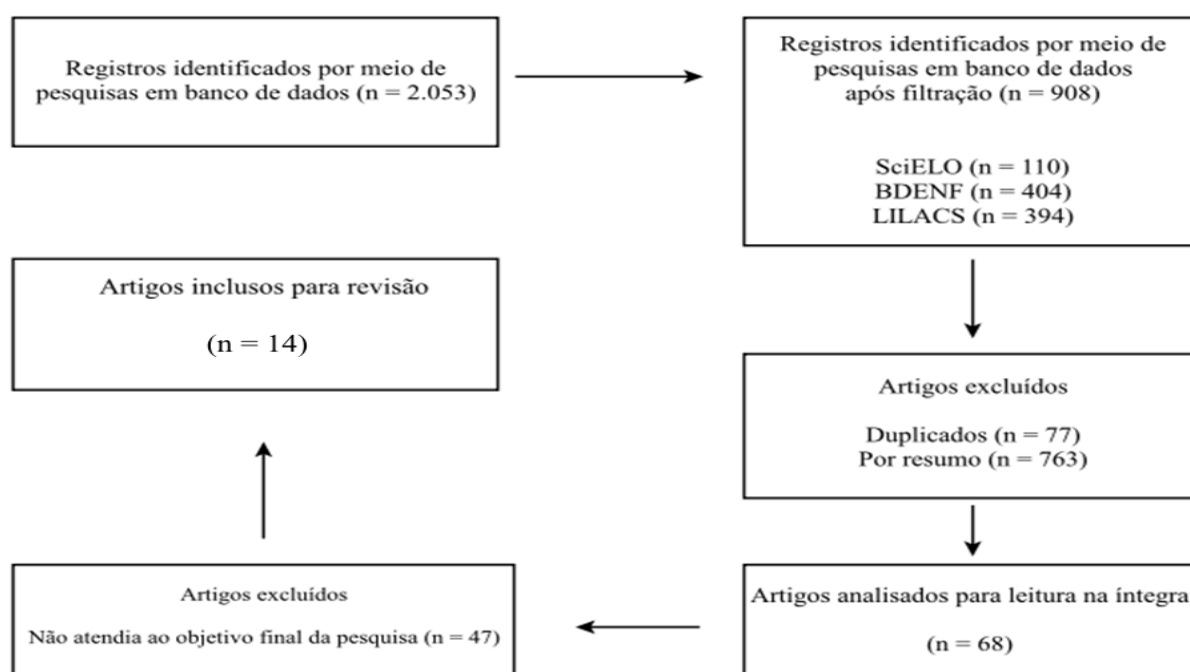 Registros identificados por meio de
pesquisas em banco de dados (n = 2.053)
Registros identificados por meio de
pesquisas em banco de dados
após filtração (n = 908)
SciELO (n = 110)
BDENF (n = 404)
LILACS (n = 394)
Artigos excluídos
Duplicados (n = 77)
Por resumo (n = 763)
Artigos analisados para leitura na íntegra
(n = 68)
Artigos excluídos
Não atendia ao objetivo final da pesquisa (n = 47)
Artigos inclusos para revisão
(n = 14)